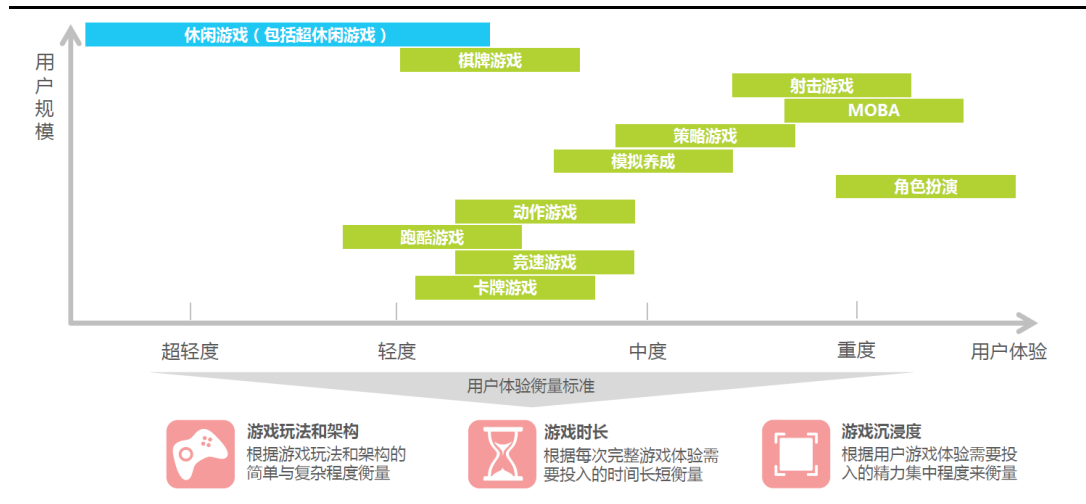 用户规模
休闲游戏（包括超休闲游戏）
棋牌游戏
射击游戏
MOBA
策略游戏
模拟养成
角色扮演
动作游戏
跑酷游戏
竞速游戏
卡牌游戏
超轻度
轻度
中度
重度
用户体验
用户体验衡量标准
游戏玩法和架构
根据游戏玩法和架构的
简单与复杂程度衡量
游戏时长
根据每次完整游戏体验需
要投入的时间长短衡量
游戏沉浸度
根据用户游戏体验需要投
入的精力集中程度来衡量